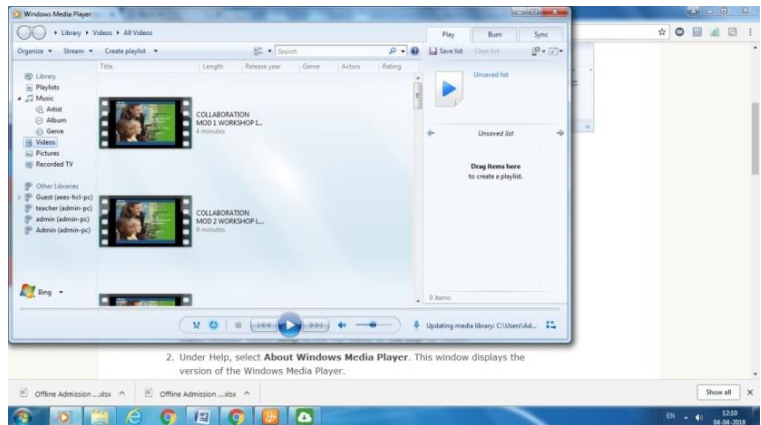 Windows Media Player
Library ▸ Videos ▸ All Videos
Play Burn Sync
Organize Stream Create playlist Search Save list Clear list
Title Length Release year Genre Actors Rating
Library
Playlists
Music
Artist
Album
Genre
Videos
Pictures
Recorded TV
Other Libraries
Guest (aees-hcl-pc)
teacher (admin-pc)
admin (admin-pc)
Admin (admin-pc)
Bing
COLLABORATION
MOD 1 WORKSHOP I...
4 minutes
COLLABORATION
MOD 2 WORKSHOP L...
8 minutes
Unsaved list
Unsaved list
Drag items here
to create a playlist.
0 items
Updating media library: C:\Users\Ad...
2. Under Help, select About Windows Media Player. This window displays the
version of the Windows Media Player.
Offline Admission ....xlsx Offline Admission ....xlsx Show all
EN 12:10
04-04-2018